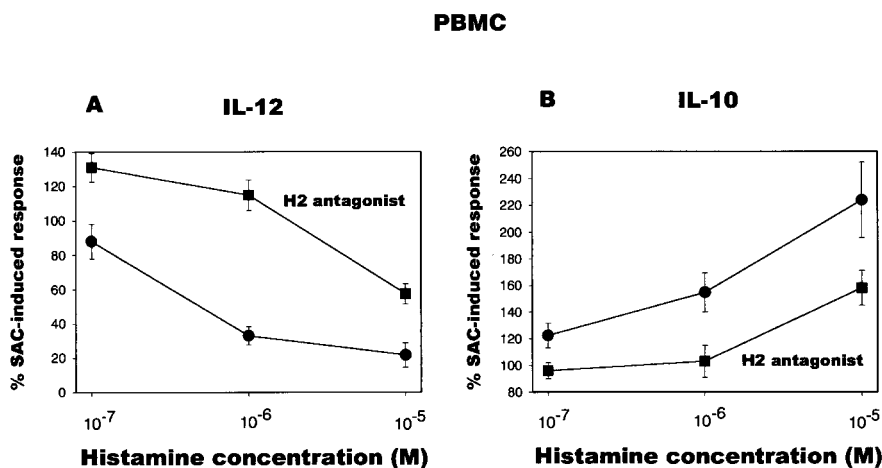 PBMC
A IL-12
% SAC-induced response
140
120
100
80
60
40
20
0
H2 antagonist
10-7 10-6 10-5
Histamine concentration (M)
B IL-10
% SAC-induced response
260
240
220
200
180
160
140
120
100
80
H2 antagonist
10-7 10-6 10-5
Histamine concentration (M)